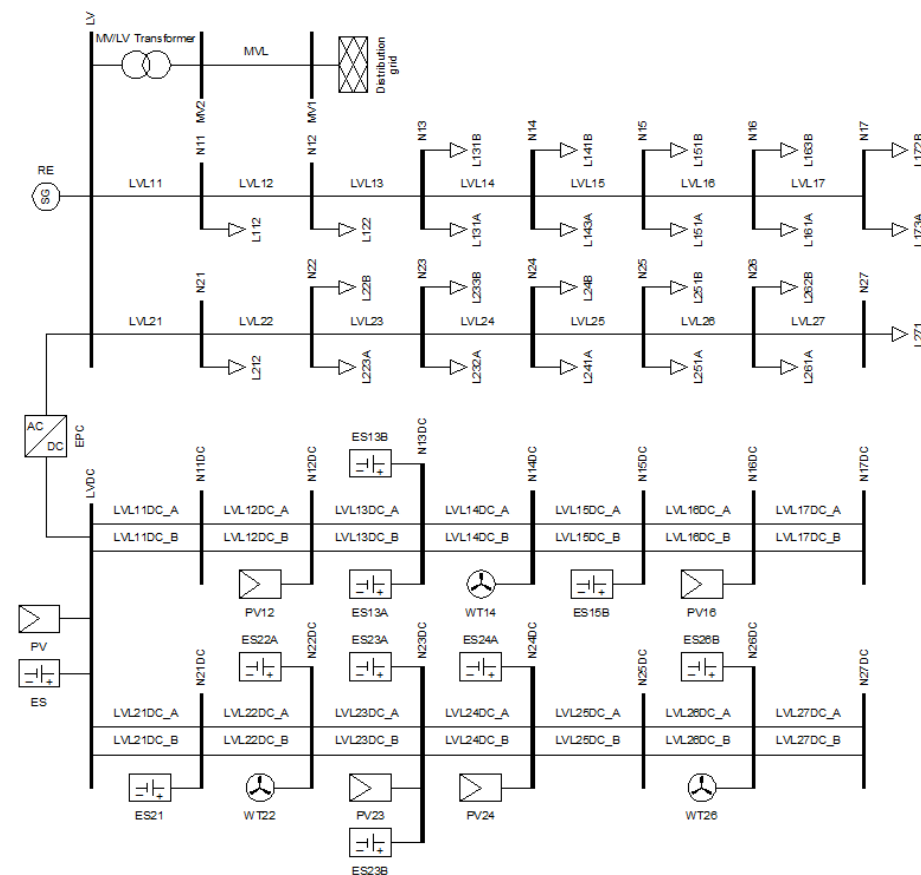 LV
MV/LV Transformer
MVL
Distribution
grid
MV2
MV1
N11
N12
N13
N14
N15
N16
N17
L131B
L141B
L151B
L163B
L172B
RE
SG
LVL11
LVL12
LVL13
LVL14
LVL15
LVL16
LVL17
L112
L122
L131A
L143A
L151A
L161A
L173A
N21
N22
N23
N24
N25
N26
N27
L22B
L233B
L24B
L251B
L262B
LVL21
LVL22
LVL23
LVL24
LVL25
LVL26
LVL27
L271
L212
L223A
L232A
L241A
L251A
L261A
AC
DC
EPC
LVDC
ES13B
N11DC
N12DC
N13DC
N14DC
N15DC
N16DC
N17DC
LVL11DC_A
LVL12DC_A
LVL13DC_A
LVL14DC_A
LVL15DC_A
LVL16DC_A
LVL17DC_A
LVL11DC_B
LVL12DC_B
LVL13DC_B
LVL14DC_B
LVL15DC_B
LVL16DC_B
LVL17DC_B
PV12
ES13A
WT14
ES15B
PV16
PV
ES
ES22A
ES23A
ES24A
ES26B
N21DC
N22DC
N23DC
N24DC
N25DC
N26DC
N27DC
LVL21DC_A
LVL22DC_A
LVL23DC_A
LVL24DC_A
LVL25DC_A
LVL26DC_A
LVL27DC_A
LVL21DC_B
LVL22DC_B
LVL23DC_B
LVL24DC_B
LVL25DC_B
LVL26DC_B
LVL27DC_B
ES21
WT22
PV23
PV24
WT26
ES23B